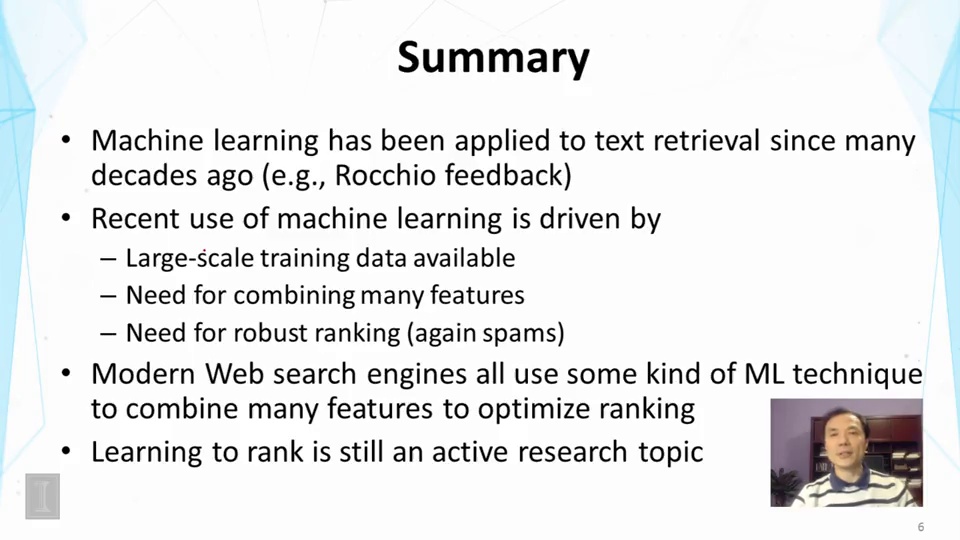 Summary
• Machine learning has been applied to text retrieval since many
decades ago (e.g., Rocchio feedback)
• Recent use of machine learning is driven by
– Large-scale training data available
– Need for combining many features
– Need for robust ranking (again spams)
• Modern Web search engines all use some kind of ML technique
to combine many features to optimize ranking
• Learning to rank is still an active research topic
I
6